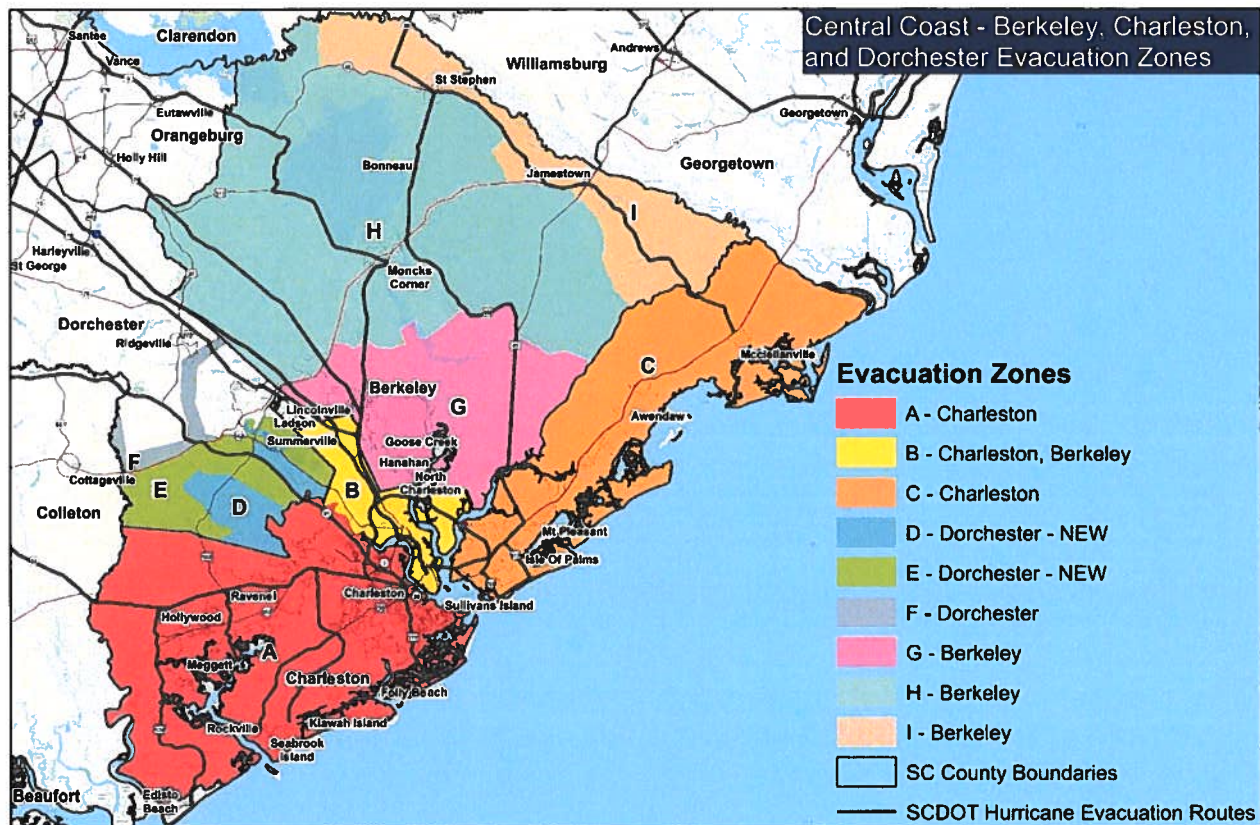 Central Coast - Berkeley, Charleston,
and Dorchester Evacuation Zones
Santee
Clarendon
Vance
Andrews
Williamsburg
St Stephen
Eutawville
Georgetown
Orangeburg
Holly Hill
Bonneau
Jamestown
Georgetown
I
H
Harleyville
St George
Moncks
Corner
Dorchester
Ridgeville
C
Mcclellanville
Berkeley
G
Lincolnville
Ladson
Summerville
Awendaw
Goose Creek
Hanahan
North
Charleston
F
Cottageville
E
B
D
Colleton
Mt Pleasant
Isle Of Palms
Ravenel
Charleston
Sullivans Island
Hollywood
A
Meggett
Charleston
Folly Beach
Rockville
Kiawah Island
Seabrook
Island
Beaufort
Edisto
Beach
Evacuation Zones
A - Charleston
B - Charleston, Berkeley
C - Charleston
D - Dorchester - NEW
E - Dorchester - NEW
F - Dorchester
G - Berkeley
H - Berkeley
I - Berkeley
SC County Boundaries
SCDOT Hurricane Evacuation Routes